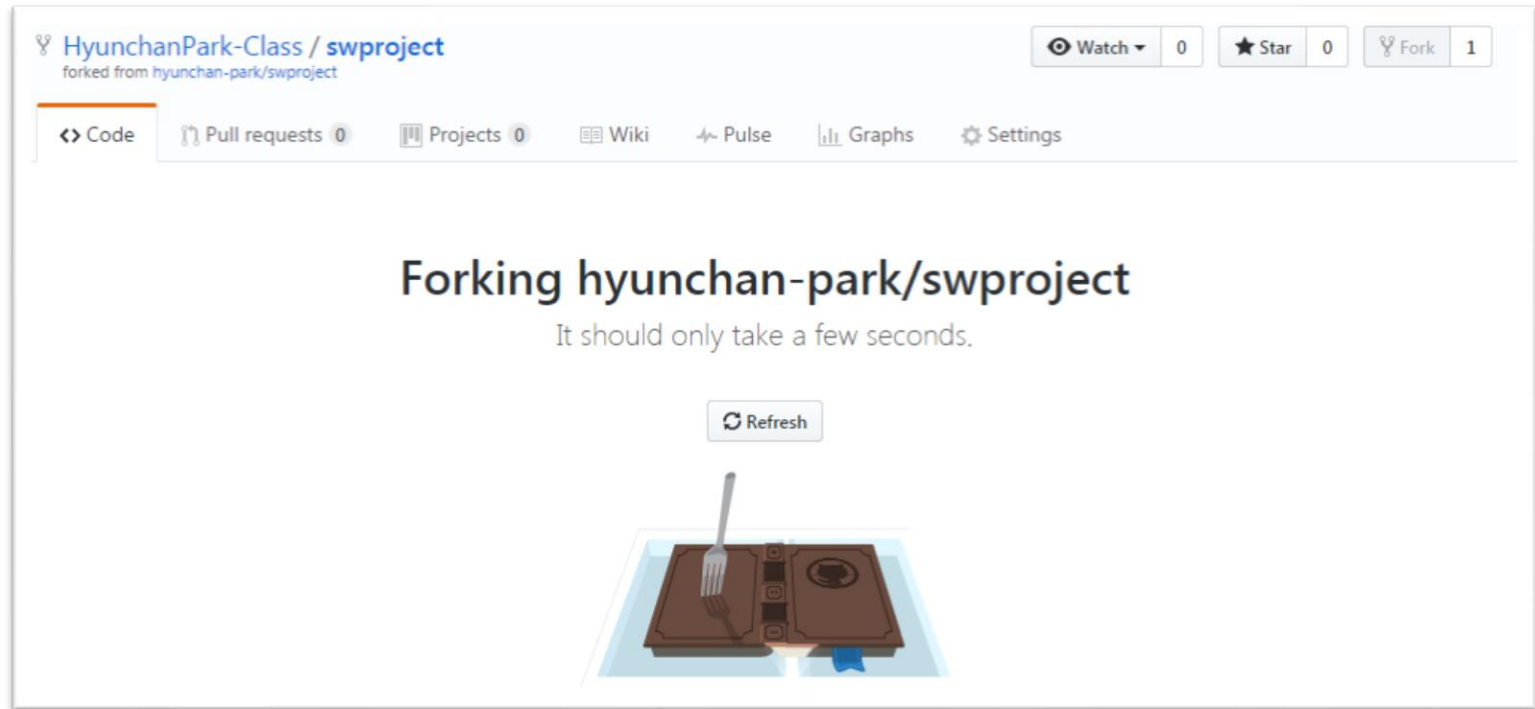 HyunchanPark-Class / swproject
forked from hyunchan-park/swproject
Watch 0 Star 0 Fork 1
Code Pull requests 0 Projects 0 Wiki Pulse Graphs Settings
Forking hyunchan-park/swproject
It should only take a few seconds.
Refresh